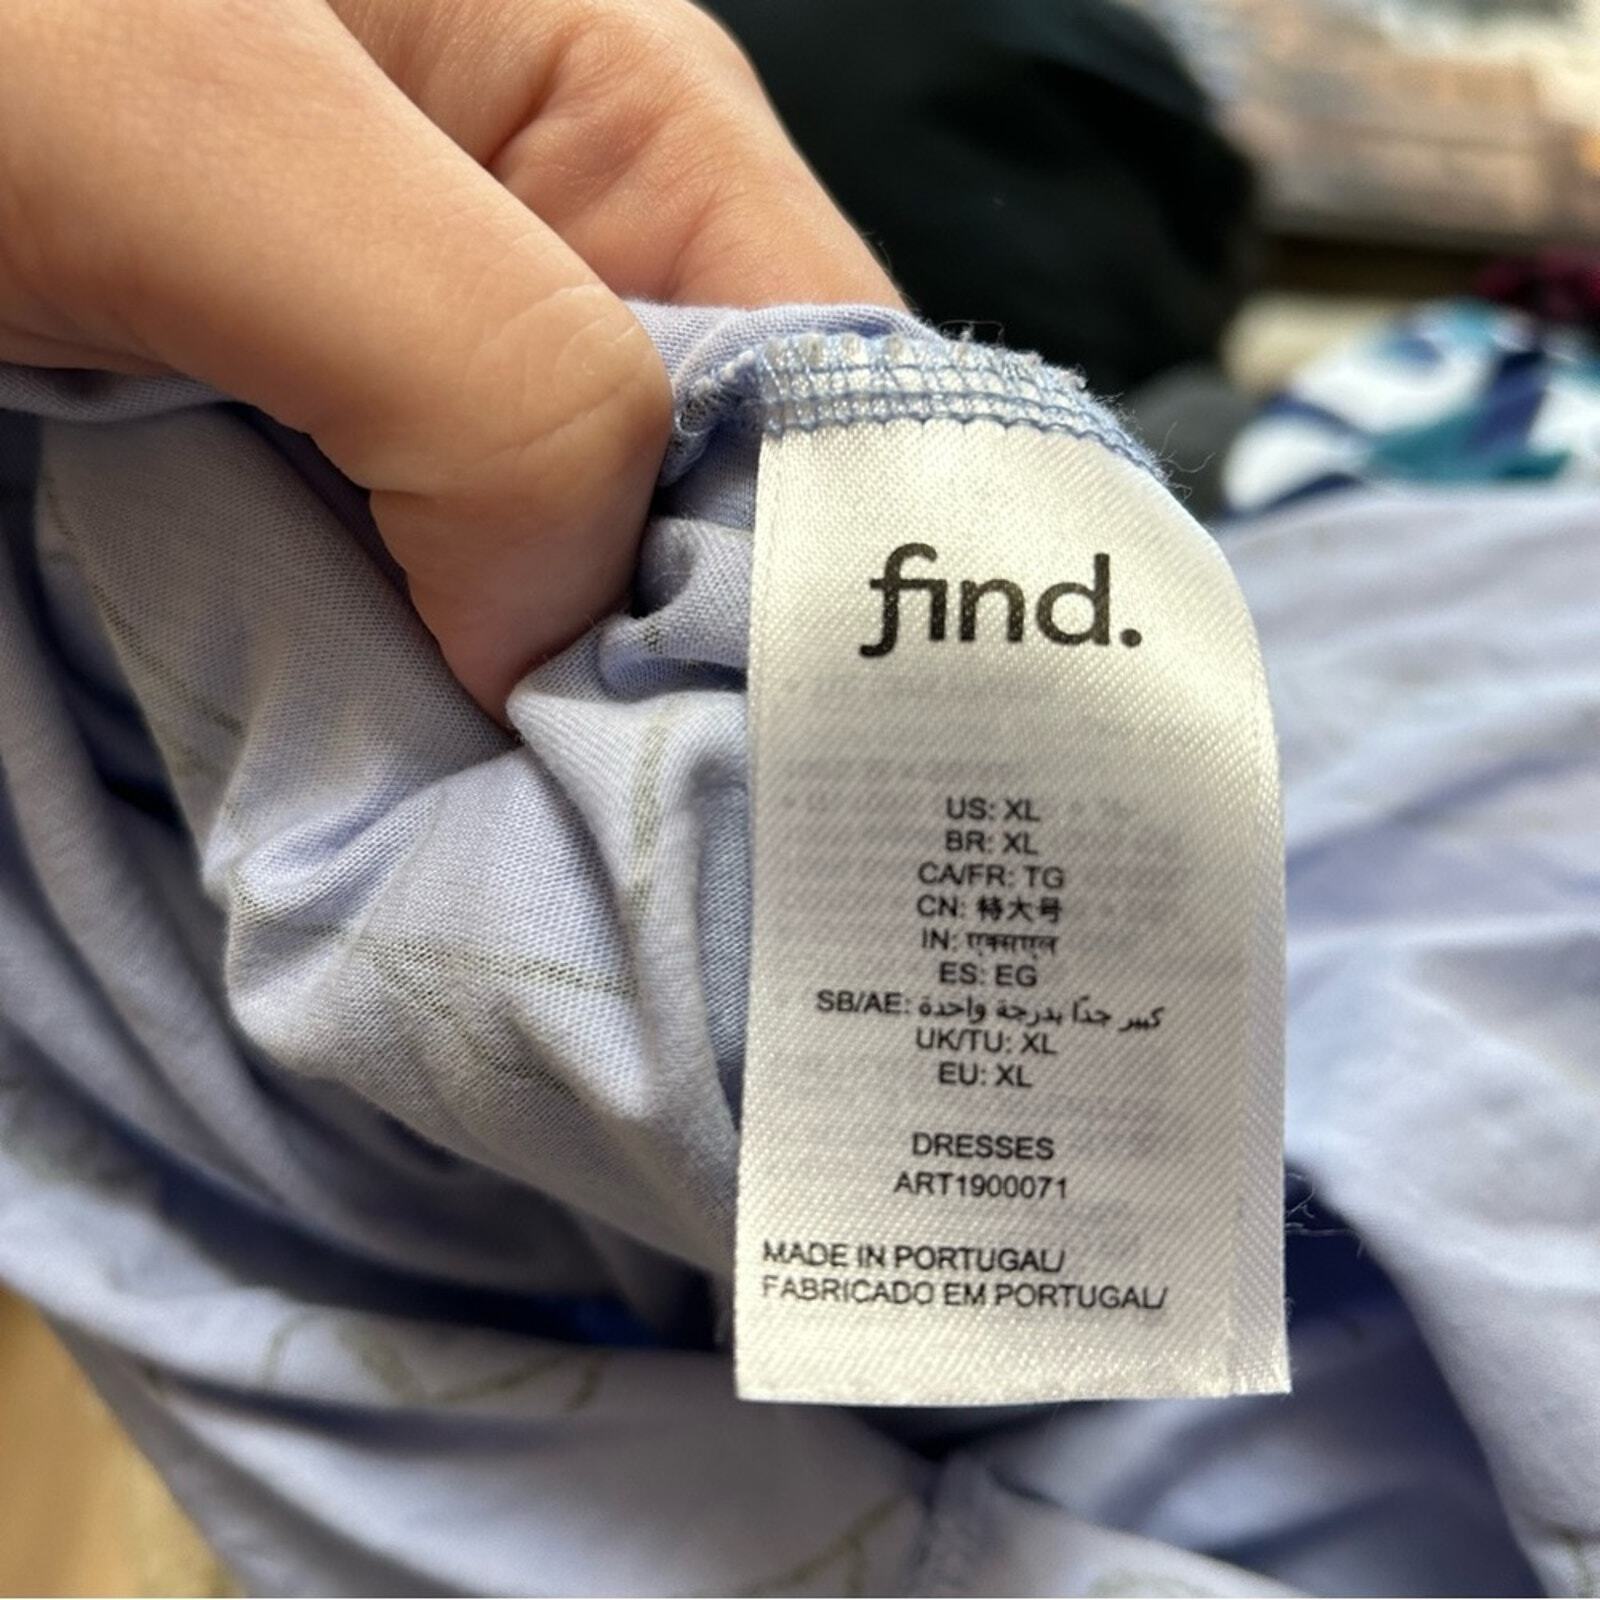 find.
US: XL
BR: XL
CA/FR: TG
CN: 特大号
IN: एक्सएल
ES: EG
SB/AE: كبير جدًا بدرجة واحدة
UK/TU: XL
EU: XL
DRESSES
ART1900071
MADE IN PORTUGAL/
FABRICADO EM PORTUGAL/